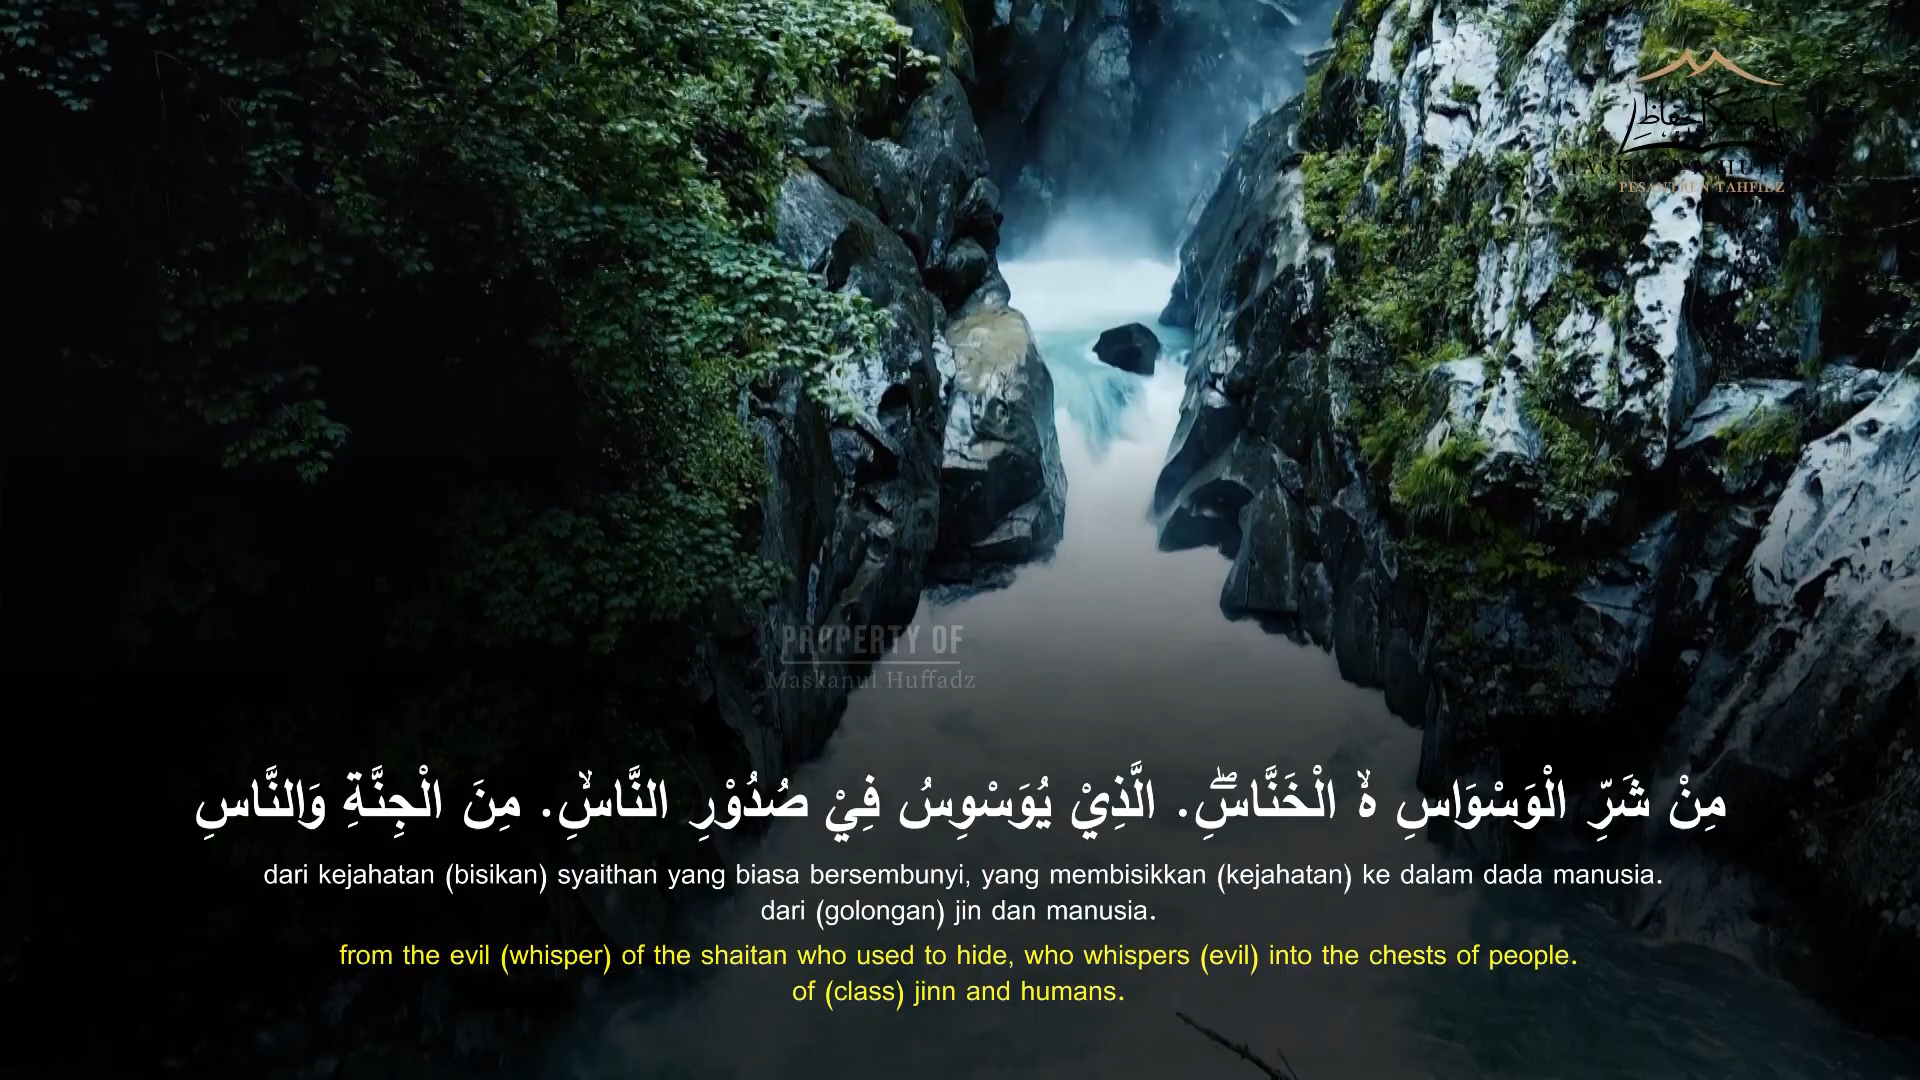 PESANTREN TAHFIDZ
PROPERTY OF
Maskanul Huffadz
مِنْ شَرِّ الْوَسْوَاسِ ەۙ الْخَنَّاسِۖ. الَّذِيْ يُوَسْوِسُ فِيْ صُدُوْرِ النَّاسِۙ. مِنَ الْجِنَّةِ وَالنَّاسِ
dari kejahatan (bisikan) syaithan yang biasa bersembunyi, yang membisikkan (kejahatan) ke dalam dada manusia.
dari (golongan) jin dan manusia.
from the evil (whisper) of the shaitan who used to hide, who whispers (evil) into the chests of people.
of (class) jinn and humans.